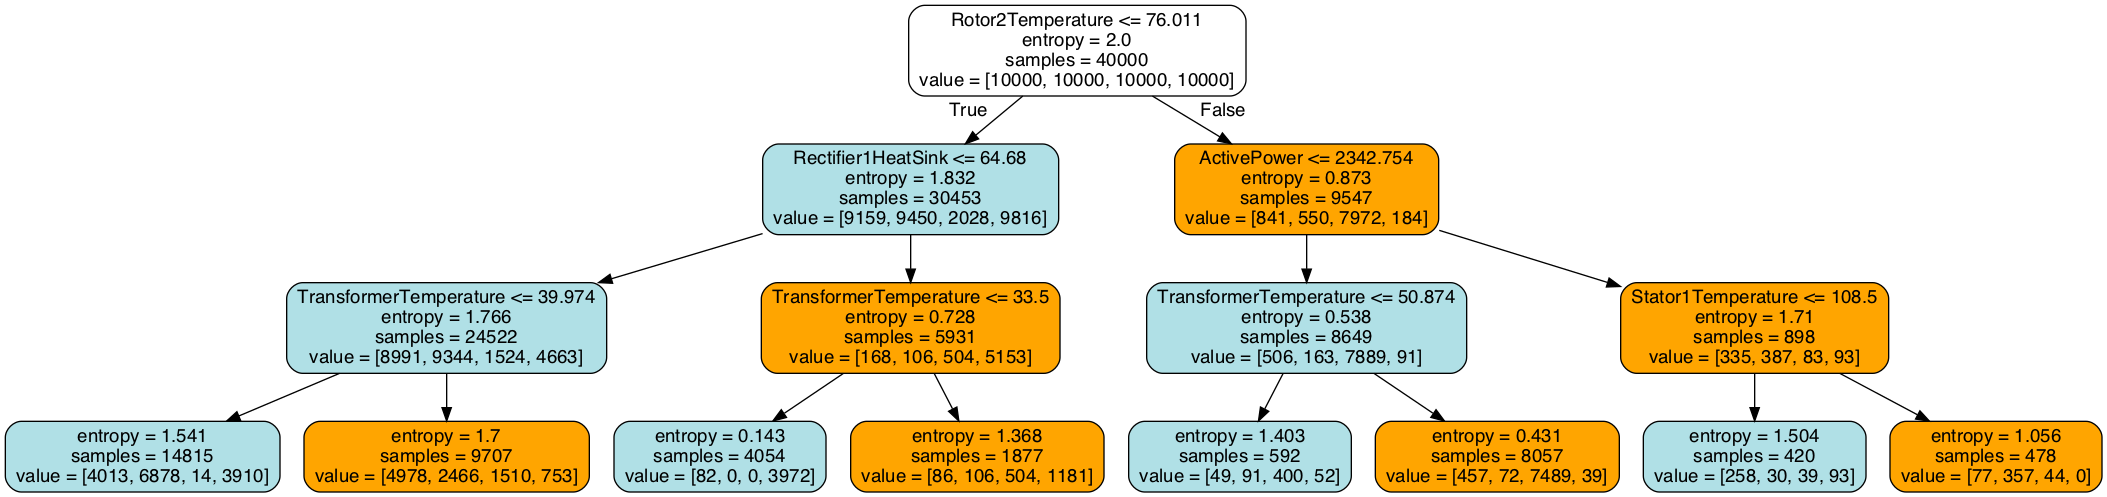 Rotor2Temperature <= 76.011
entropy = 2.0
samples = 40000
value = [10000, 10000, 10000, 10000]
True
False
Rectifier1HeatSink <= 64.68
entropy = 1.832
samples = 30453
value = [9159, 9450, 2028, 9816]
ActivePower <= 2342.754
entropy = 0.873
samples = 9547
value = [841, 550, 7972, 184]
TransformerTemperature <= 39.974
entropy = 1.766
samples = 24522
value = [8991, 9344, 1524, 4663]
TransformerTemperature <= 33.5
entropy = 0.728
samples = 5931
value = [168, 106, 504, 5153]
TransformerTemperature <= 50.874
entropy = 0.538
samples = 8649
value = [506, 163, 7889, 91]
Stator1Temperature <= 108.5
entropy = 1.71
samples = 898
value = [335, 387, 83, 93]
entropy = 1.541
samples = 14815
value = [4013, 6878, 14, 3910]
entropy = 1.7
samples = 9707
value = [4978, 2466, 1510, 753]
entropy = 0.143
samples = 4054
value = [82, 0, 0, 3972]
entropy = 1.368
samples = 1877
value = [86, 106, 504, 1181]
entropy = 1.403
samples = 592
value = [49, 91, 400, 52]
entropy = 0.431
samples = 8057
value = [457, 72, 7489, 39]
entropy = 1.504
samples = 420
value = [258, 30, 39, 93]
entropy = 1.056
samples = 478
value = [77, 357, 44, 0]